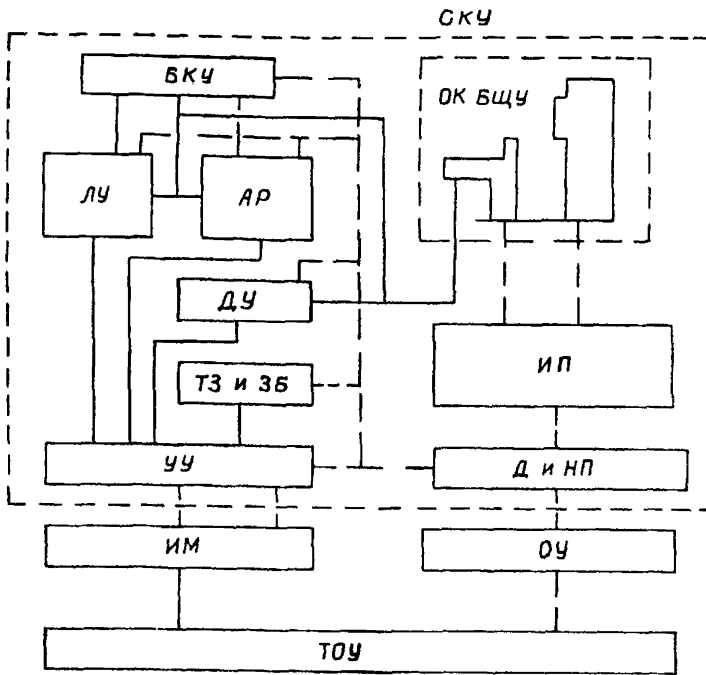 СКУ
БКУ
ОК БЩУ
ЛУ
АР
ДУ
ИП
ТЗ и ЗБ
УУ
Д и НП
ИМ
ОУ
ТОУ